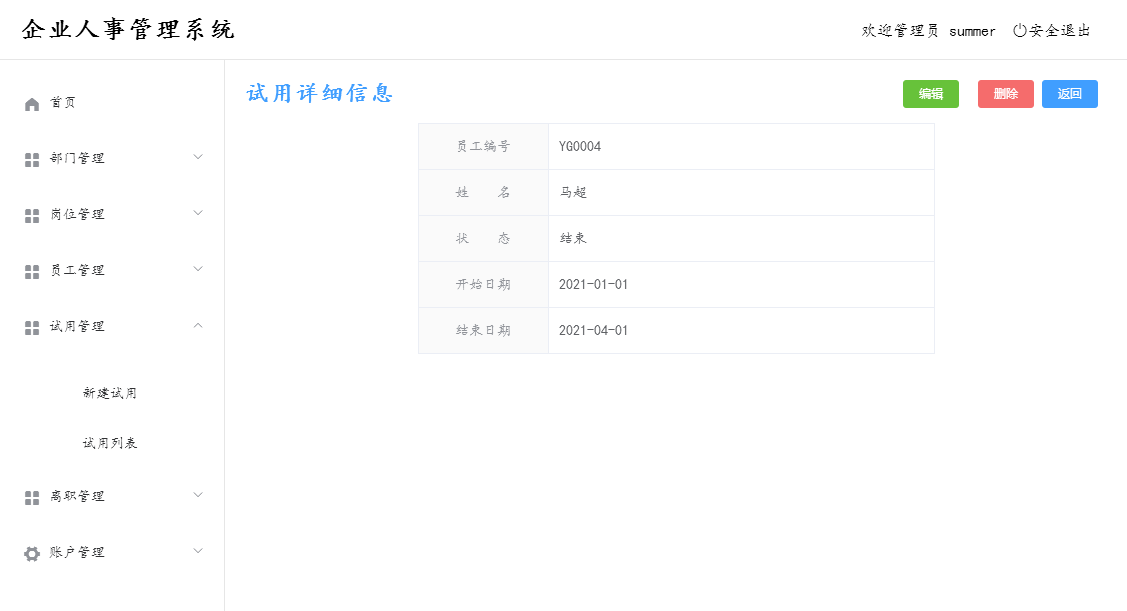 企业人事管理系统
欢迎管理员 summer 安全退出
首页
部门管理
岗位管理
员工管理
试用管理
新建试用
试用列表
离职管理
账户管理
试用详细信息
编辑 删除 返回
员工编号 YG0004
姓 名 马超
状 态 结束
开始日期 2021-01-01
结束日期 2021-04-01